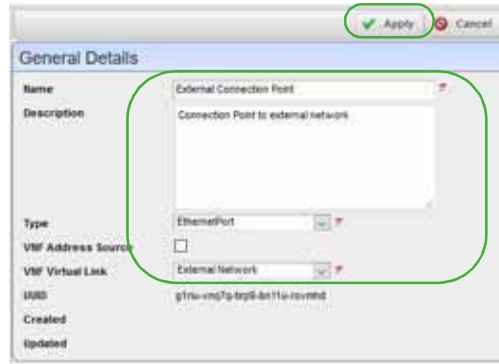 Apply Cancel
General Details
Name External Connection Point
Description Connection Point to external network
Type EthernetPort
VNF Address Source
VNF Virtual Link External Network
UUID
Created
Updated